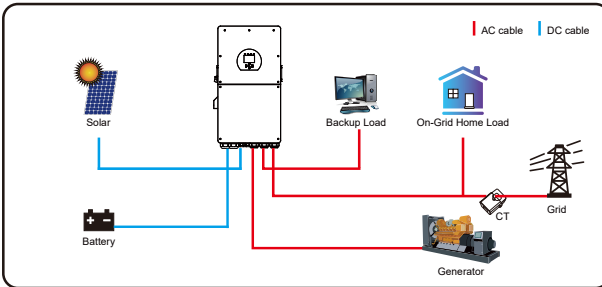 AC cable
DC cable
Solar
Backup Load
On-Grid Home Load
CT
Grid
Battery
Generator